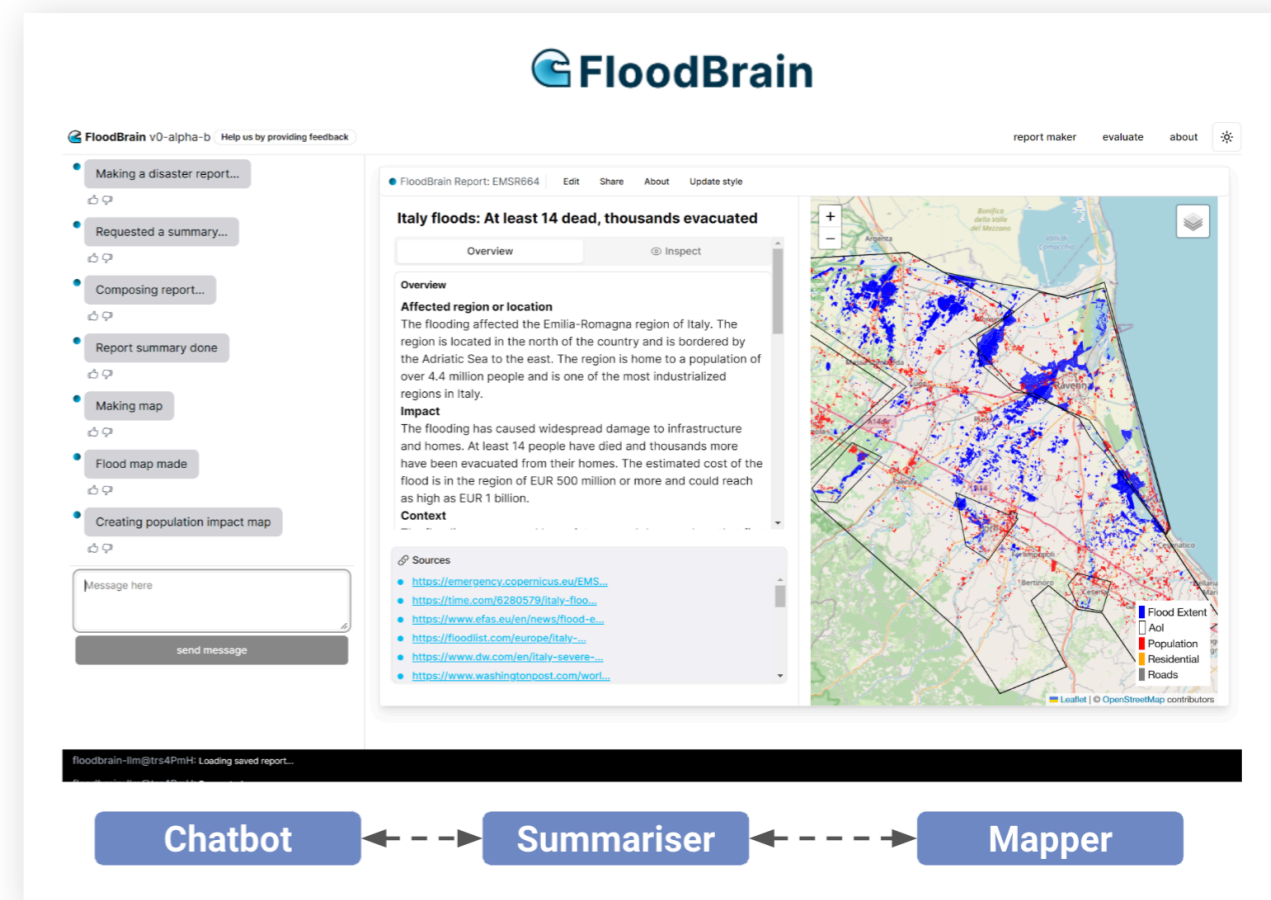 FloodBrain
FloodBrain v0-alpha-b Help us by providing feedback
report maker evaluate about
Making a disaster report...
Requested a summary...
Composing report...
Report summary done
Making map
Flood map made
Creating population impact map
Message here
send message
FloodBrain Report: EMSR664 Edit Share About Update style
Italy floods: At least 14 dead, thousands evacuated
Overview Inspect
Overview
Affected region or location
The flooding affected the Emilia-Romagna region of Italy. The
region is located in the north of the country and is bordered by
the Adriatic Sea to the east. The region is home to a population of
over 4.4 million people and is one of the most industrialized
regions in Italy.
Impact
The flooding has caused widespread damage to infrastructure
and homes. At least 14 people have died and thousands more
have been evacuated from their homes. The estimated cost of the
flood is in the region of EUR 500 million or more and could reach
as high as EUR 1 billion.
Context
Sources
https://emergency.copernicus.eu/EMS...
https://time.com/6280579/italy-floo...
https://www.efas.eu/en/news/flood-e...
https://floodlist.com/europe/italy-...
https://www.dw.com/en/italy-severe-...
https://www.washingtonpost.com/worl...
+
−
Bonifica
della Valle
del Mezzano
Argenta
Bertinoro
Flood Extent
AoI
Population
Residential
Roads
Leaflet | © OpenStreetMap contributors
floodbrain-llm@trs4PmH: Loading saved report...
Chatbot
Summariser
Mapper